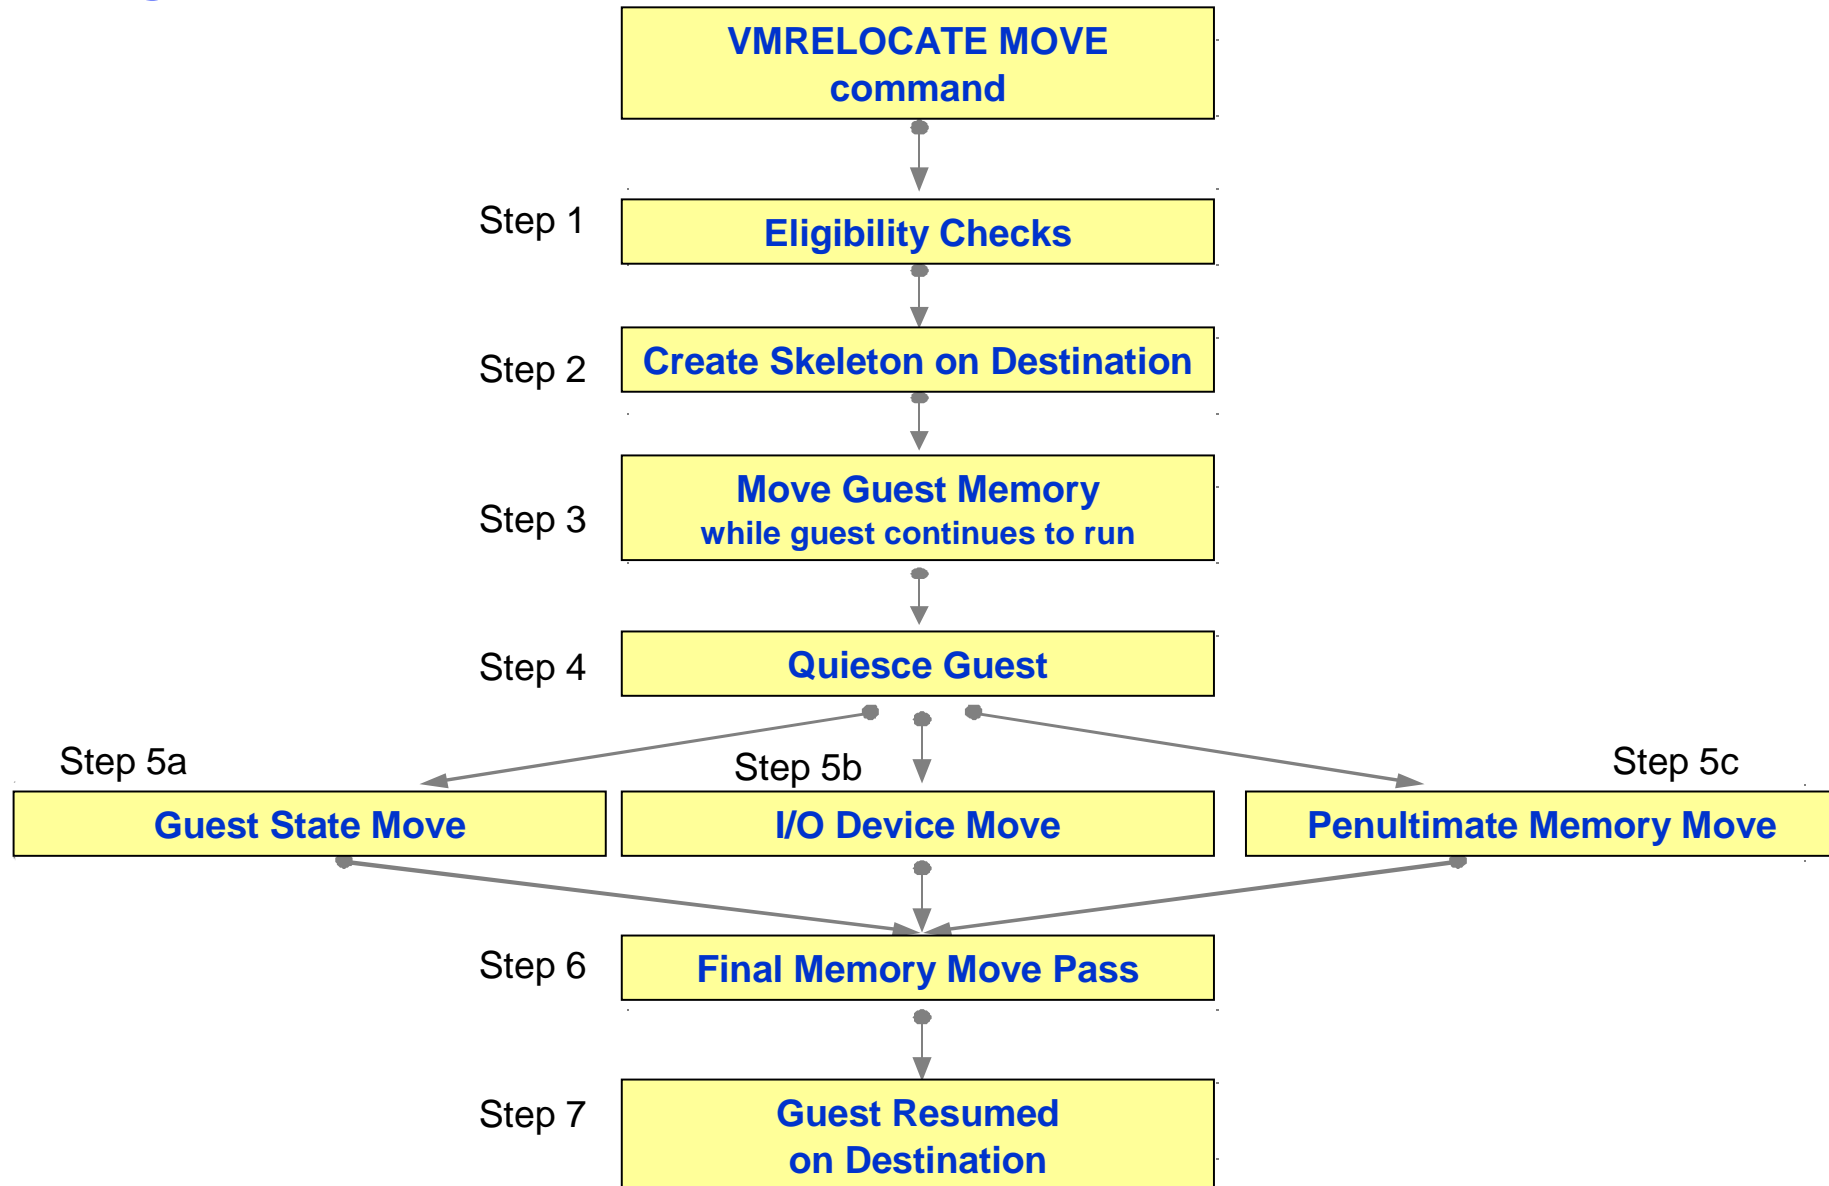 VMRELOCATE MOVE
command
Step 1
Eligibility Checks
Step 2
Create Skeleton on Destination
Step 3
Move Guest Memory
while guest continues to run
Step 4
Quiesce Guest
Step 5a
Guest State Move
Step 5b
I/O Device Move
Step 5c
Penultimate Memory Move
Step 6
Final Memory Move Pass
Step 7
Guest Resumed
on Destination